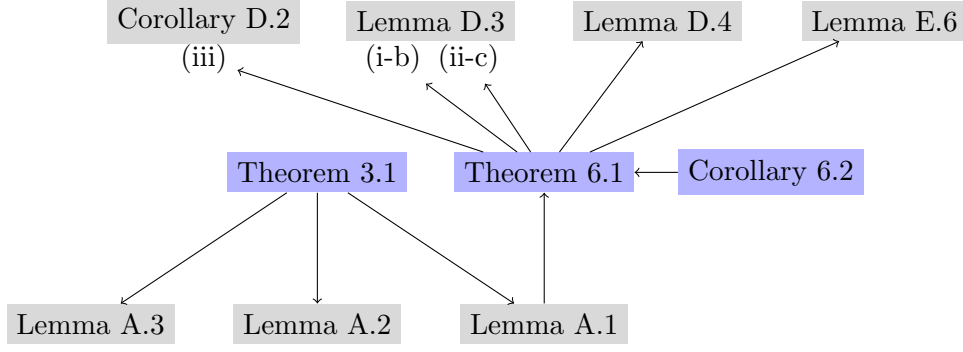 Corollary D.2
Lemma D.3
Lemma D.4
Lemma E.6
(iii)
(i-b)
(ii-c)
Theorem 3.1
Theorem 6.1
Corollary 6.2
Lemma A.3
Lemma A.2
Lemma A.1